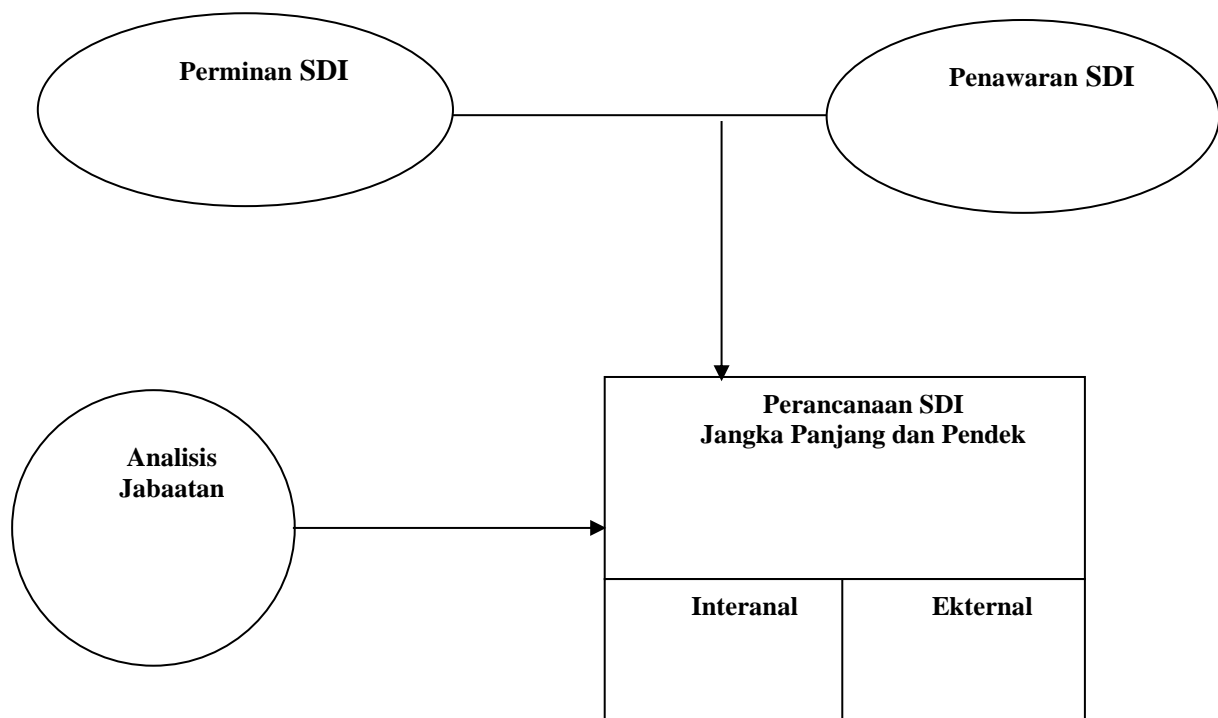 Perminan SDI
Penawaran SDI
Perancanaan SDI
Jangka Panjang dan Pendek
Analisis
Jabaatan
Interanal
Ekternal